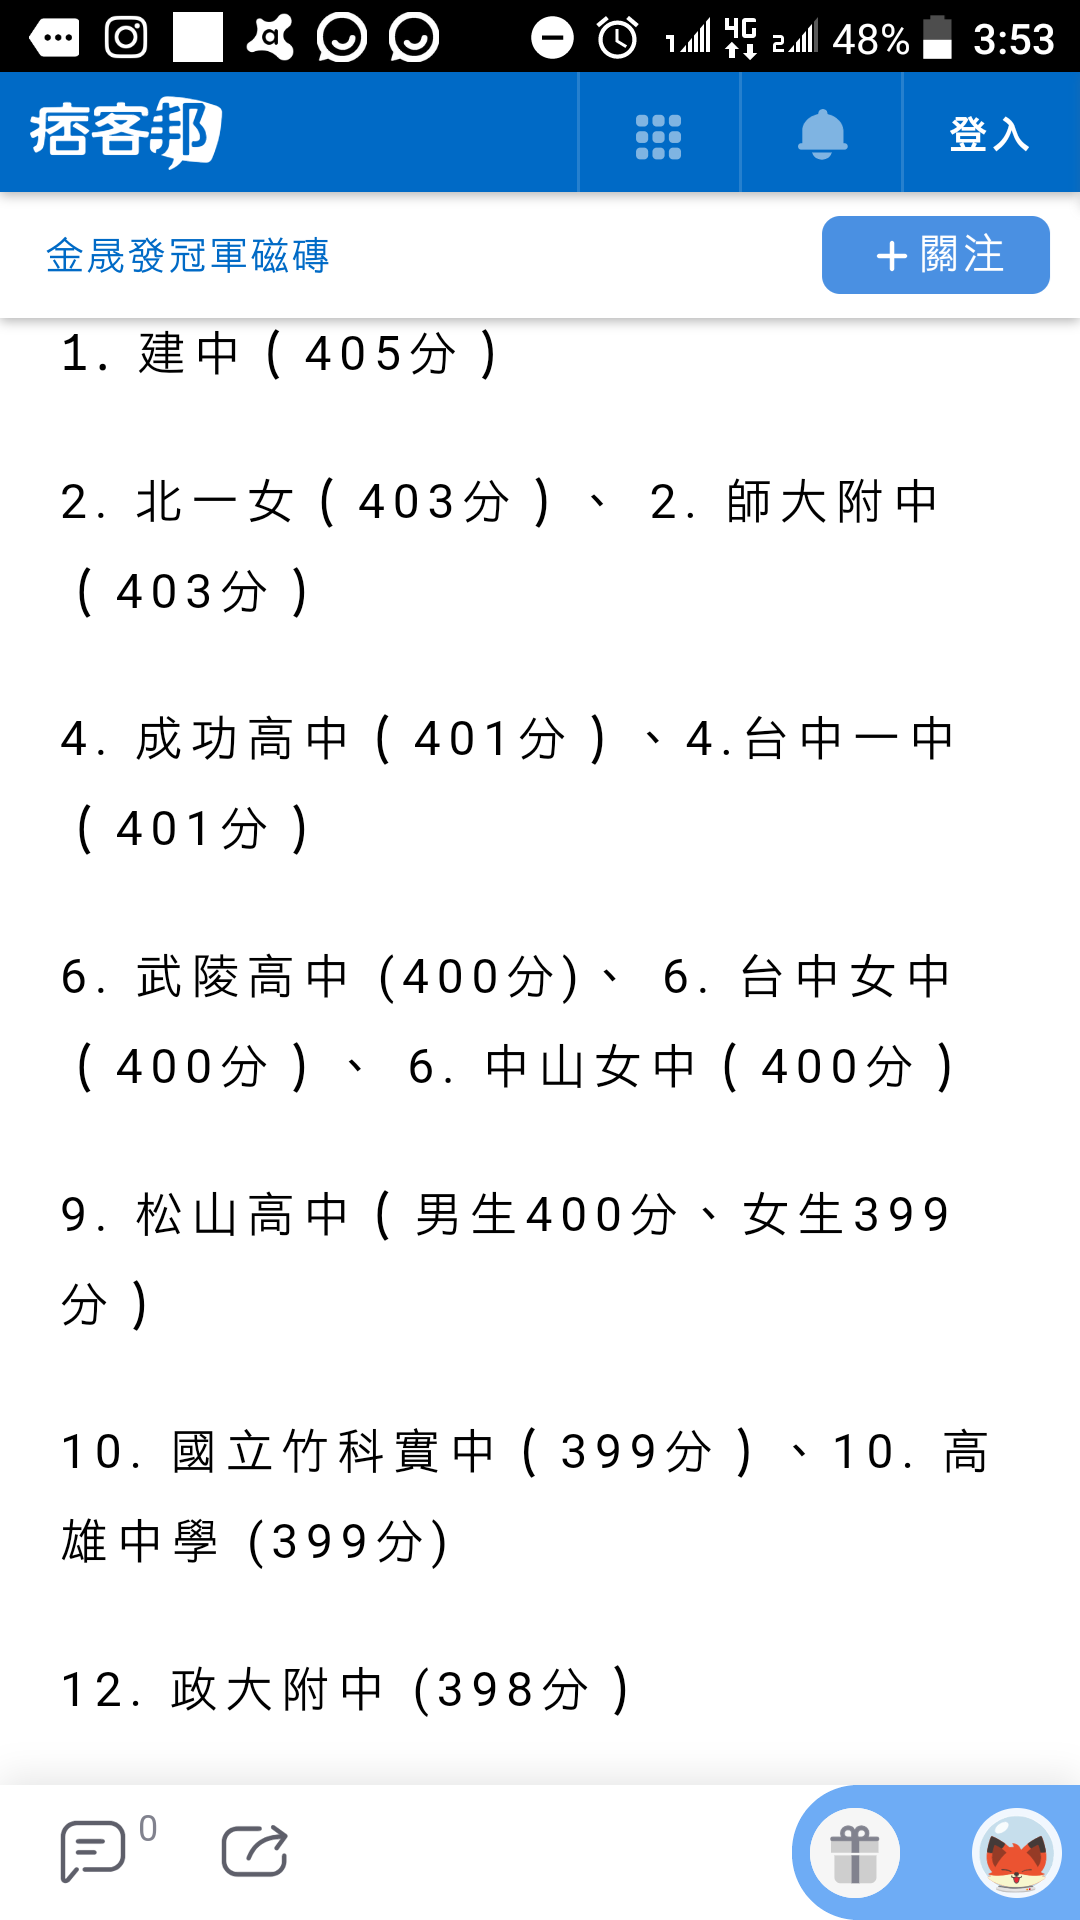 1 4G 2 48% 3:53
痞客邦 登入
金晟發冠軍磁磚 +關注
1. 建中(405分)
2. 北一女(403分)、 2. 師大附中
(403分)
4. 成功高中(401分)、4.台中一中
(401分)
6. 武陵高中 (400分)、 6. 台中女中
(400分)、 6. 中山女中(400分)
9. 松山高中(男生400分、女生399
分)
10. 國立竹科實中(399分)、10. 高
雄中學 (399分)
12. 政大附中 (398分)
0